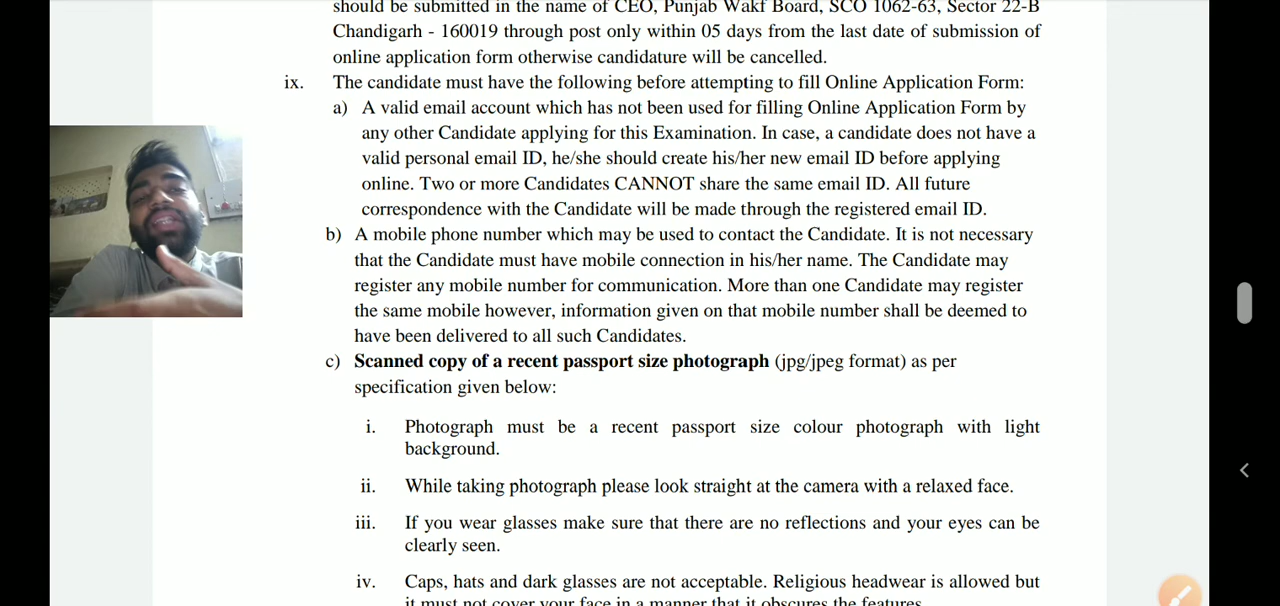 should be submitted in the name of CEO, Punjab Wakf Board, SCO 1062-63, Sector 22-B
Chandigarh - 160019 through post only within 05 days from the last date of submission of
online application form otherwise candidature will be cancelled.
ix. The candidate must have the following before attempting to fill Online Application Form:
a) A valid email account which has not been used for filling Online Application Form by
any other Candidate applying for this Examination. In case, a candidate does not have a
valid personal email ID, he/she should create his/her new email ID before applying
online. Two or more Candidates CANNOT share the same email ID. All future
correspondence with the Candidate will be made through the registered email ID.
b) A mobile phone number which may be used to contact the Candidate. It is not necessary
that the Candidate must have mobile connection in his/her name. The Candidate may
register any mobile number for communication. More than one Candidate may register
the same mobile however, information given on that mobile number shall be deemed to
have been delivered to all such Candidates.
c) Scanned copy of a recent passport size photograph (jpg/jpeg format) as per
specification given below:
i. Photograph must be a recent passport size colour photograph with light
background.
ii. While taking photograph please look straight at the camera with a relaxed face.
iii. If you wear glasses make sure that there are no reflections and your eyes can be
clearly seen.
iv. Caps, hats and dark glasses are not acceptable. Religious headwear is allowed but
it must not cover your face in a manner that it obscures the features.